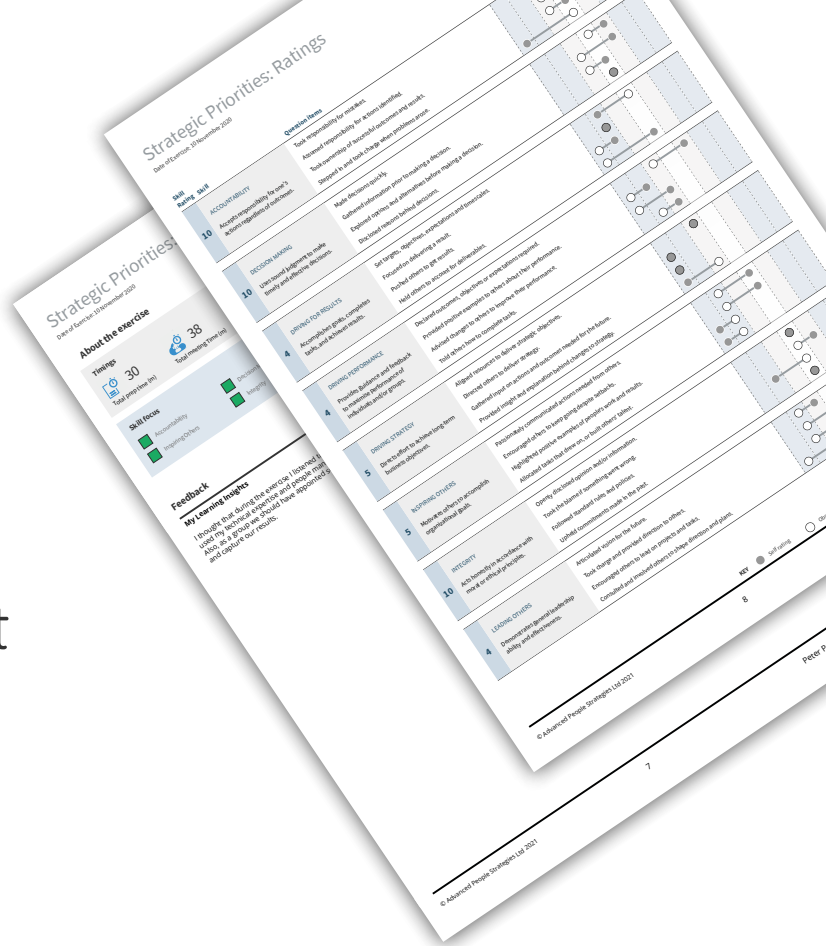 Strategic Priorities: Ratings
Date of Exercise: 10 November 2020
Skill
Rating
Skill
Question Items
10
ACCOUNTABILITY
Accepts responsibility for one's
actions regardless of outcomes.
Took responsibility for mistakes.
Assumed responsibility for actions identified.
Took ownership of successful outcomes and results.
Stepped in and took charge when problems arose.
10
DECISION MAKING
Uses sound judgment to make
timely and effective decisions.
Made decisions quickly.
Gathered information prior to making a decision.
Explored options and alternatives before making a decision.
Disclosed reasons behind decisions.
4
DRIVING FOR RESULTS
Accomplishes goals, completes
tasks, and achieves results.
Set targets, objectives, expectations and timescales.
Focused on delivering a result.
Pushed others to get results.
Held others to account for deliverables.
4
DRIVING PERFORMANCE
Provides guidance and feedback
to maximise performance of
individuals and/or groups.
Declared outcomes, objectives or expectations required.
Provided positive examples to others about their performance.
Advised changes to others to improve their performance.
Told others how to complete tasks.
5
DRIVING STRATEGY
Directs effort to achieve long-term
business objectives.
Aligned resources to deliver strategic objectives.
Directed others to deliver strategy.
Gathered input on actions and outcomes needed for the future.
Provided insight and explanation behind changes to strategy.
5
INSPIRING OTHERS
Motivates others to accomplish
organisational goals.
Passionately communicated actions needed from others.
Encouraged others to keep going despite setbacks.
Highlighted positive examples of people's work and results.
Allocated tasks that drew on, or built others' talent.
10
INTEGRITY
Acts honestly in accordance with
moral or ethical principles.
Openly disclosed opinion and/or information.
Took the blame if something went wrong.
Followed standard rules and policies.
Upheld commitments made in the past.
4
LEADING OTHERS
Demonstrates general leadership
ability and effectiveness.
Articulated vision for the future.
Took charge and provided direction to others.
Encouraged others to lead on projects and tasks.
Consulted and involved others to shape direction and plans.
KEY
Self rating
8
© Advanced People Strategies Ltd 2021
Strategic Priorities:
Date of Exercise: 10 November 2020
About the exercise
Timings
30
Total prep time (m)
38
Total meeting Time (m)
Skill focus
Accountability
Inspiring Others
Integrity
Feedback
My Learning Insights
I thought that during the exercise I listened
used my technical expertise and people
Also, as a group we should have appointed
and capture our results.
Peter
7
© Advanced People Strategies Ltd 2021
t